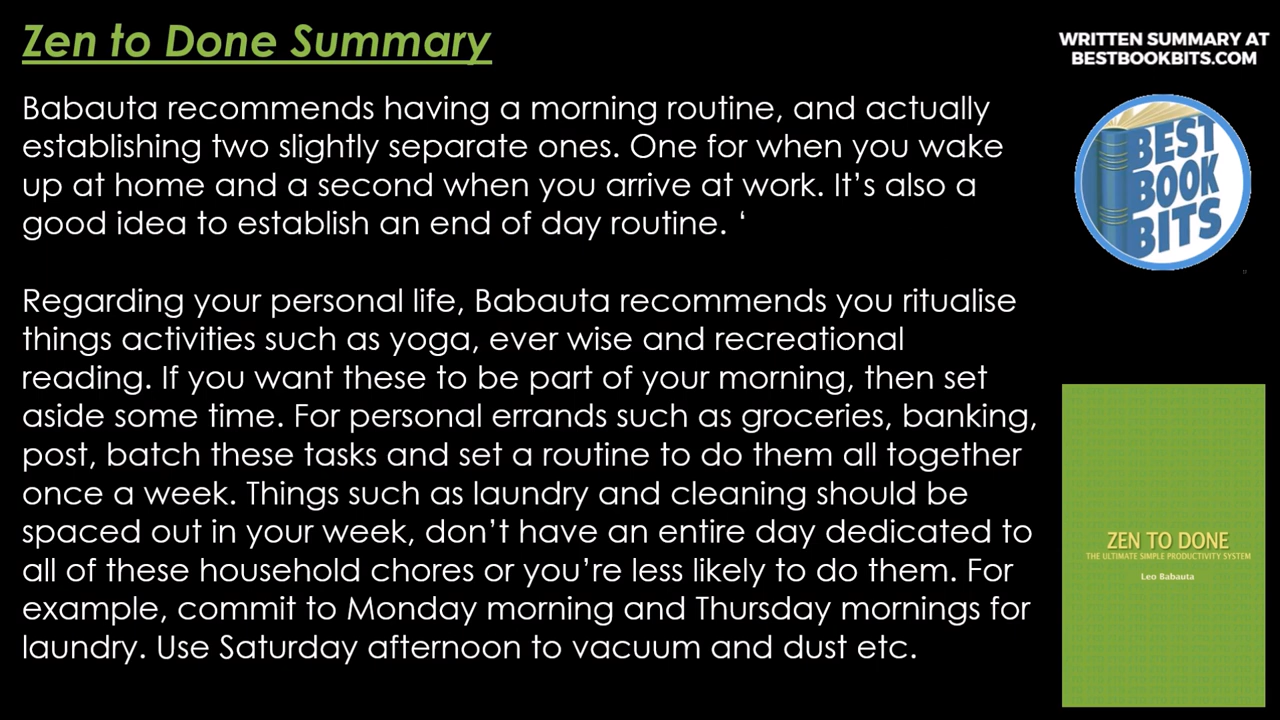 Zen to Done Summary
WRITTEN SUMMARY AT
BESTBOOKBITS.COM
Babauta recommends having a morning routine, and actually
establishing two slightly separate ones. One for when you wake
up at home and a second when you arrive at work. It’s also a
good idea to establish an end of day routine. ‘
BEST
BOOK
BITS
Regarding your personal life, Babauta recommends you ritualise
things activities such as yoga, ever wise and recreational
reading. If you want these to be part of your morning, then set
aside some time. For personal errands such as groceries, banking,
post, batch these tasks and set a routine to do them all together
once a week. Things such as laundry and cleaning should be
spaced out in your week, don’t have an entire day dedicated to
all of these household chores or you’re less likely to do them. For
example, commit to Monday morning and Thursday mornings for
laundry. Use Saturday afternoon to vacuum and dust etc.
ZEN TO DONE
THE ULTIMATE SIMPLE PRODUCTIVITY SYSTEM
Leo Babauta